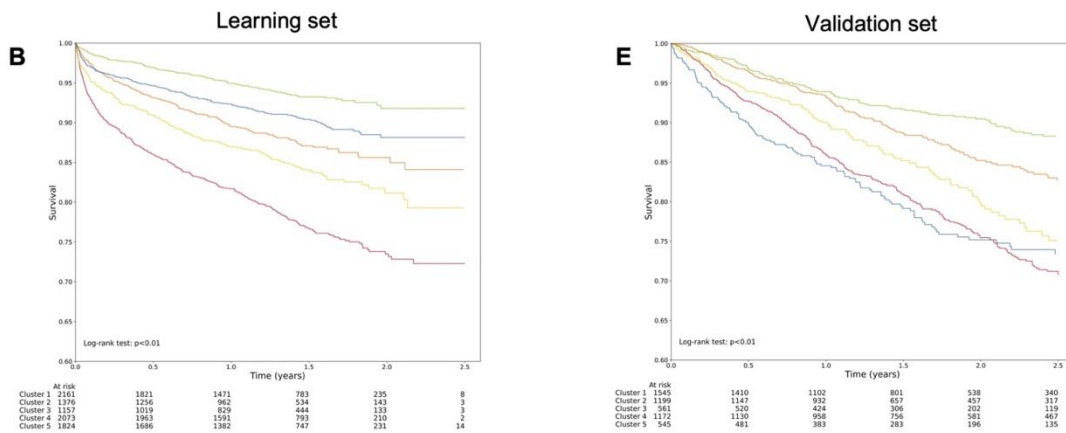 Learning set
B
1.00
0.95
0.90
0.85
0.80
0.75
0.70
0.65
0.60
Survival
Log-rank test: p<0.01
0.0 0.5 1.0 1.5 2.0 2.5
Time (years)
At risk
Cluster 1 2161 1821 1471 783 235 8
Cluster 2 1376 1256 962 534 143 3
Cluster 3 1157 1019 829 444 133 3
Cluster 4 2073 1963 1591 793 210 2
Cluster 5 1824 1686 1382 747 231 14
Validation set
E
1.00
0.95
0.90
0.85
0.80
0.75
0.70
0.65
0.60
Survival
Log-rank test: p<0.01
0.0 0.5 1.0 1.5 2.0 2.5
Time (years)
At risk
Cluster 1 1545 1410 1102 801 538 340
Cluster 2 1199 1147 932 657 457 317
Cluster 3 561 520 424 306 202 119
Cluster 4 1172 1130 958 756 581 467
Cluster 5 545 481 383 283 196 135